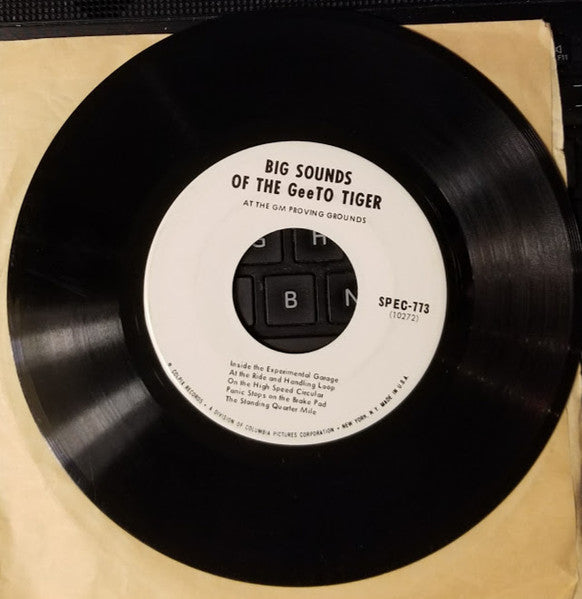 BIG SOUNDS
OF THE GeeTO TIGER
AT THE GM PROVING GROUNDS
G H
B N
SPEC-773
(10272)
Inside the Experimental Garage
At the Ride and Handling Loop
On the High Speed Circular
Panic Stops on the Brake Pad
The Standing Quarter Mile
COLPIX RECORDS • A DIVISION OF COLUMBIA PICTURES CORPORATION • NEW YORK, N.Y. MADE IN U.S.A.
F11